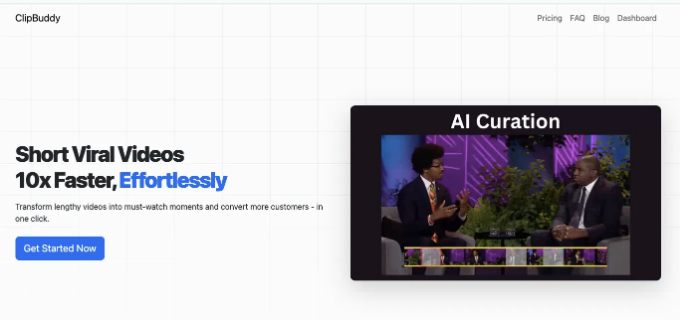 ClipBuddy
Pricing FAQ Blog Dashboard
AI Curation
Short Viral Videos
10x Faster, Effortlessly
Transform lengthy videos into must-watch moments and convert more customers - in
one click.
Get Started Now